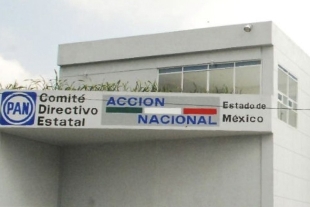 PAN
Comité
Directivo
Estatal
ACCION
NACIONAL
Estado de
México